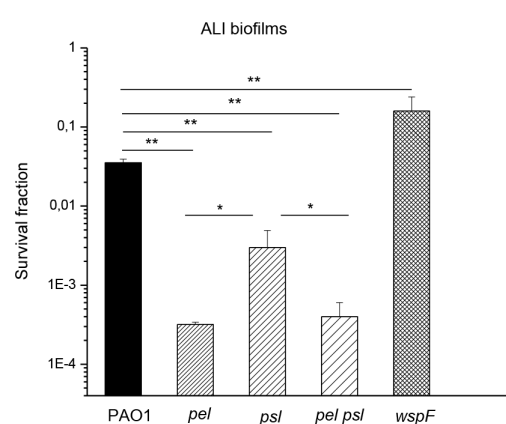 ALI biofilms
Survival fraction
1
0,1
0,01
1E-3
1E-4
**
**
**
**
*
*
PAO1
pel
psl
pel psl
wspF